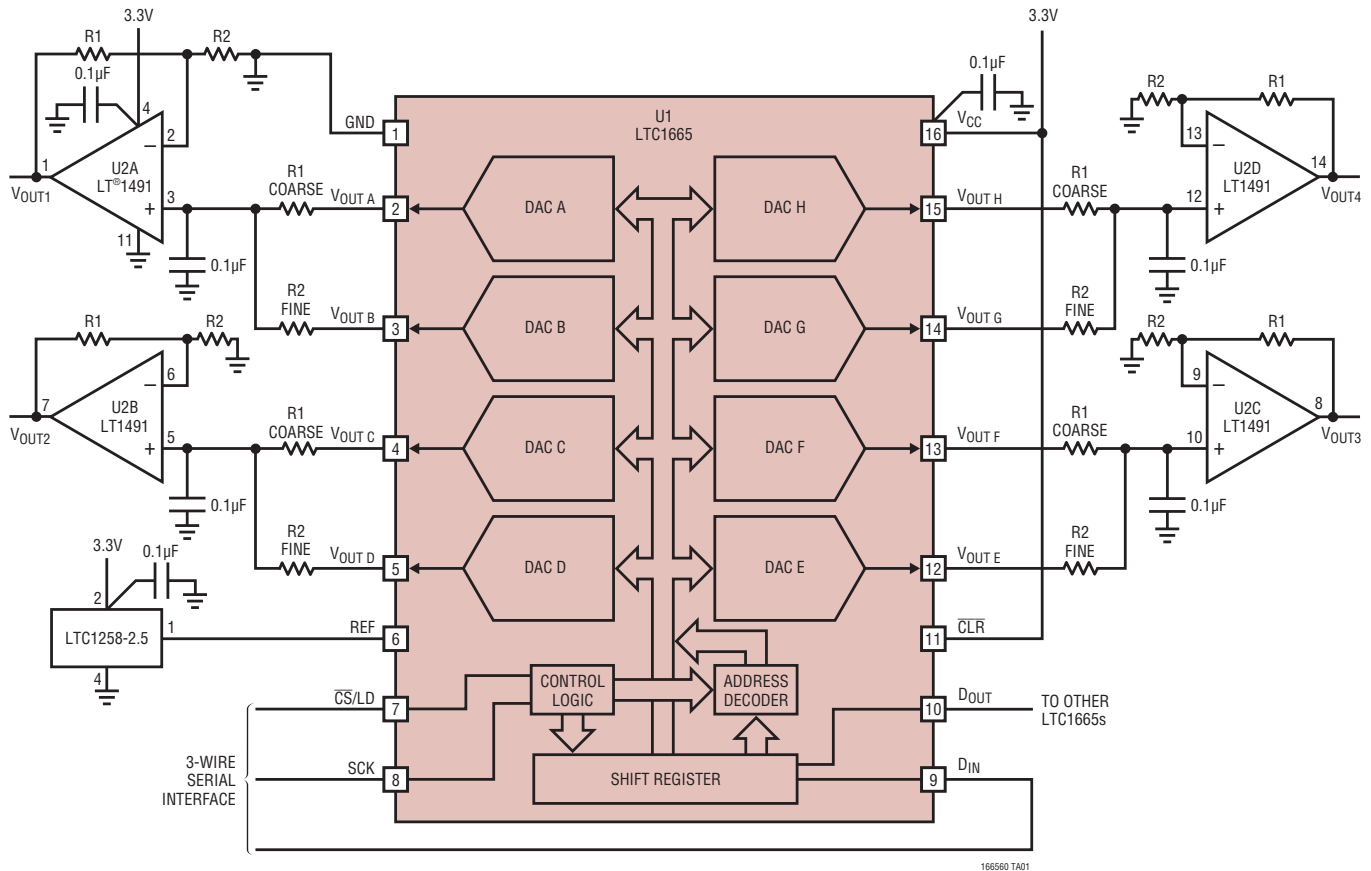 3.3V
R1
R2
0.1µF
4
2
−
1
U2A
LT®1491
3
+
11
VOUT1
0.1µF
GND
1
R1
COARSE
VOUT A
2
R2
FINE
VOUT B
3
R1
R2
6
−
7
U2B
LT1491
5
+
VOUT2
0.1µF
R1
COARSE
VOUT C
4
R2
FINE
VOUT D
5
3.3V
0.1µF
2
LTC1258-2.5
1
4
REF
6
CS/LD
7
3-WIRE
SERIAL
INTERFACE
SCK
8
U1
LTC1665
DAC A
DAC H
DAC B
DAC G
DAC C
DAC F
DAC D
DAC E
CONTROL
LOGIC
ADDRESS
DECODER
SHIFT REGISTER
3.3V
0.1µF
16
VCC
15
VOUT H
R1
COARSE
14
VOUT G
R2
FINE
R2
R1
13
−
U2D
LT1491
14
12
+
VOUT4
0.1µF
13
VOUT F
R1
COARSE
12
VOUT E
R2
FINE
R2
R1
9
−
U2C
LT1491
8
10
+
VOUT3
0.1µF
11
CLR
10
DOUT
TO OTHER
LTC1665s
9
DIN
166560 TA01